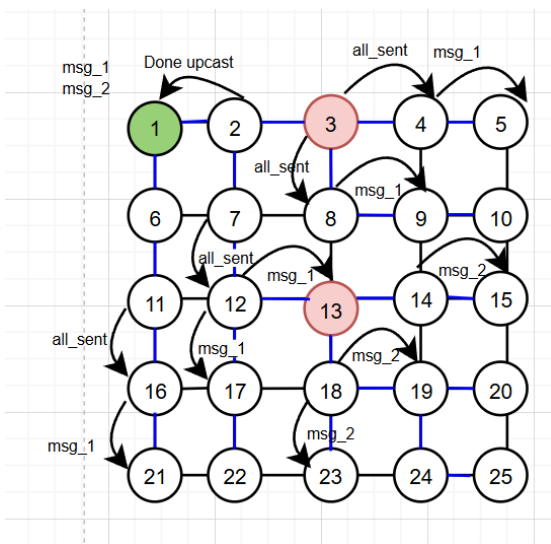 all_sent
msg_1
Done upcast
msg_1
msg_2
1
2
3
4
5
all_sent
msg_1
6
7
8
9
10
all_sent
msg_1
msg_2
11
12
13
14
15
all_sent
msg_1
msg_2
16
17
18
19
20
msg_1
msg_2
21
22
23
24
25